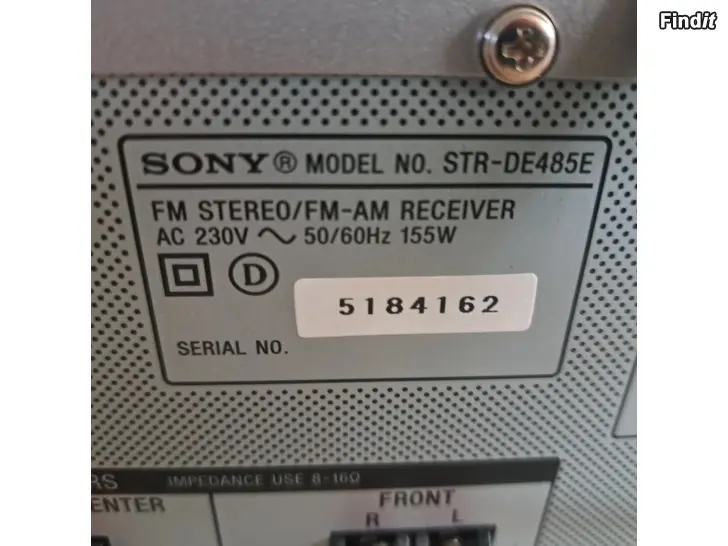 Findit
SONY® MODEL NO. STR-DE485E
FM STEREO/FM-AM RECEIVER
AC 230V ~ 50/60Hz 155W
D
5184162
SERIAL NO.
IMPEDANCE USE 8-16Ω
FRONT
R L